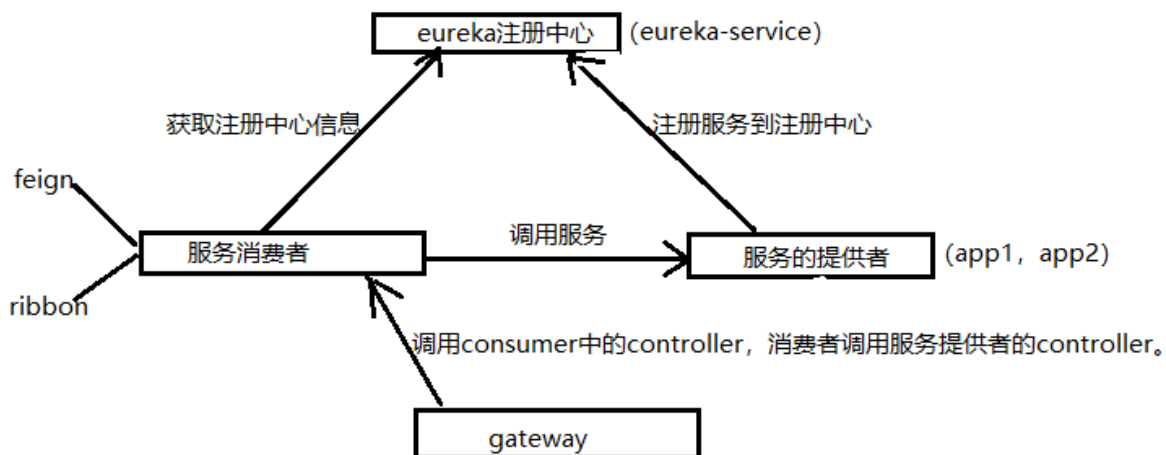 eureka注册中心 (eureka-service)
获取注册中心信息
注册服务到注册中心
feign
服务消费者
调用服务
服务的提供者 (app1，app2)
ribbon
调用consumer中的controller，消费者调用服务提供者的controller。
gateway